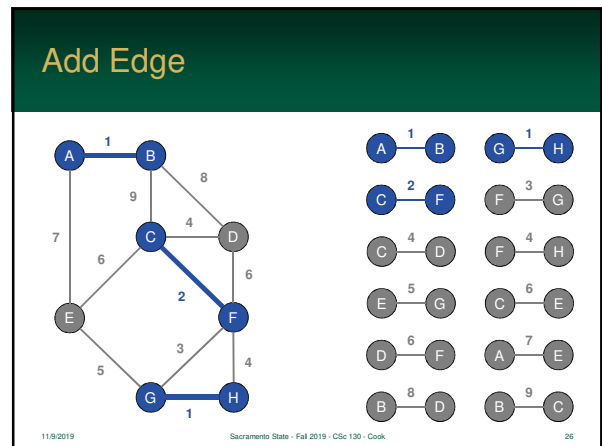 Add Edge
1
A
B
8
9
4
C
D
7
6
6
2
E
F
3
5
4
G
H
1
1
A B
1
G H
2
C F
3
F G
4
C D
4
F H
5
E G
6
C E
6
D F
7
A E
8
B D
9
B C
11/9/2019 Sacramento State - Fall 2019 - CSc 130 - Cook 26